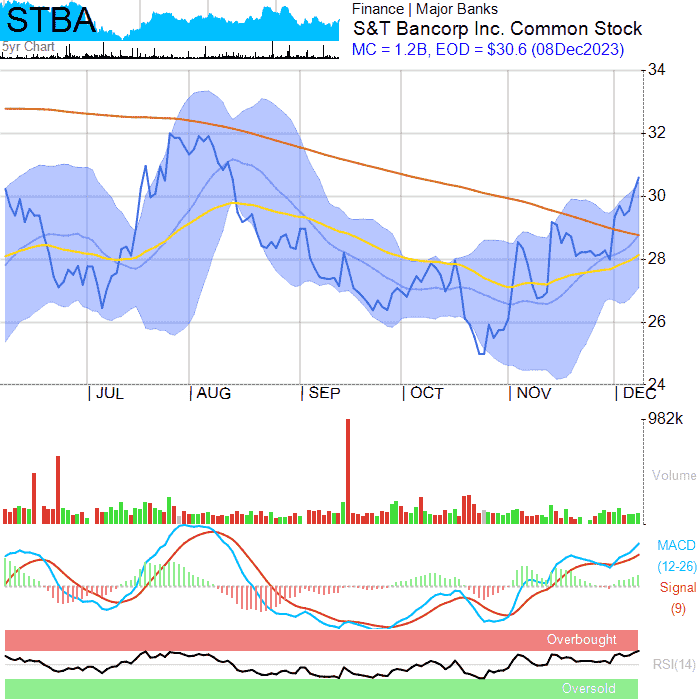 STBA
5yr Chart
Finance | Major Banks
S&T Bancorp Inc. Common Stock
MC = 1.2B, EOD = $30.6 (08Dec2023)
34
32
30
28
26
24
JUL AUG SEP OCT NOV DEC
982k
Volume
MACD
(12-26)
Signal
(9)
Overbought
RSI(14)
Oversold